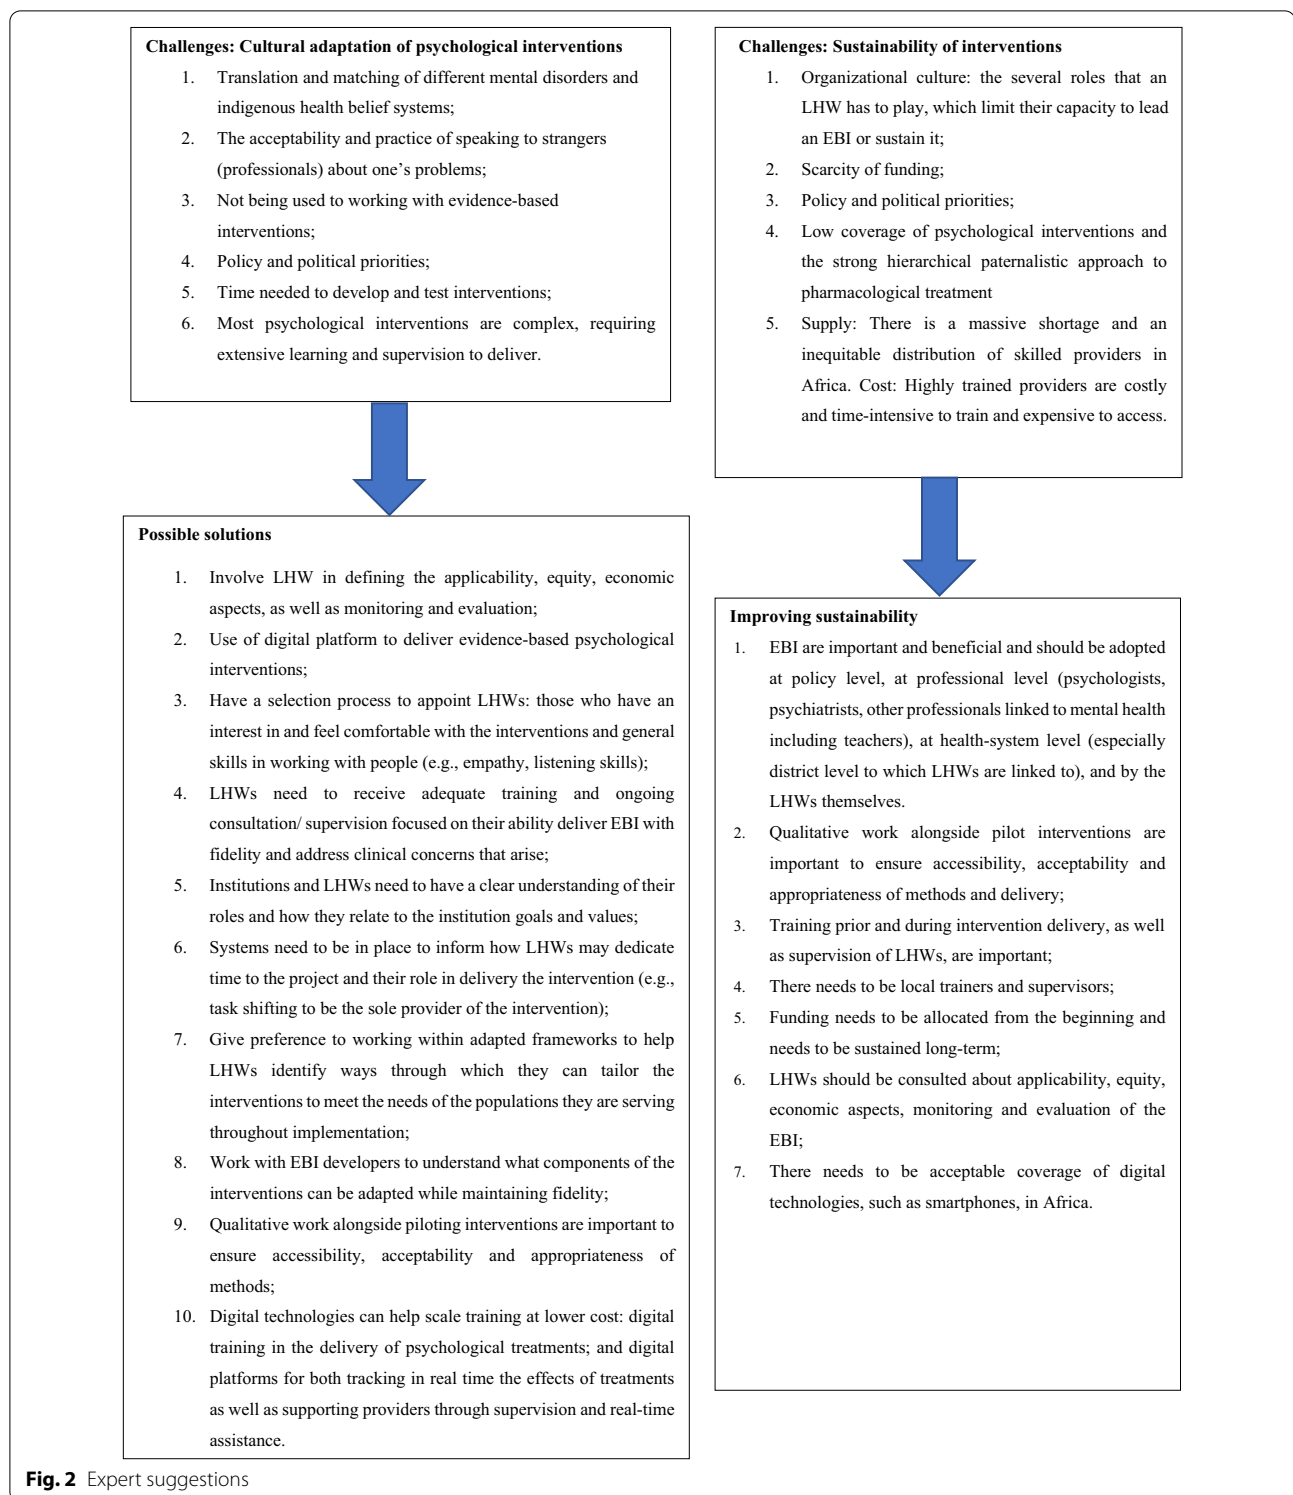 Challenges: Cultural adaptation of psychological interventions
1. Translation and matching of different mental disorders and
indigenous health belief systems;
2. The acceptability and practice of speaking to strangers
(professionals) about one’s problems;
3. Not being used to working with evidence-based
interventions;
4. Policy and political priorities;
5. Time needed to develop and test interventions;
6. Most psychological interventions are complex, requiring
extensive learning and supervision to deliver.
Possible solutions
1. Involve LHW in defining the applicability, equity, economic
aspects, as well as monitoring and evaluation;
2. Use of digital platform to deliver evidence-based psychological
interventions;
3. Have a selection process to appoint LHWs: those who have an
interest in and feel comfortable with the interventions and general
skills in working with people (e.g., empathy, listening skills);
4. LHWs need to receive adequate training and ongoing
consultation/ supervision focused on their ability deliver EBI with
fidelity and address clinical concerns that arise;
5. Institutions and LHWs need to have a clear understanding of their
roles and how they relate to the institution goals and values;
6. Systems need to be in place to inform how LHWs may dedicate
time to the project and their role in delivery the intervention (e.g.,
task shifting to be the sole provider of the intervention);
7. Give preference to working within adapted frameworks to help
LHWs identify ways through which they can tailor the
interventions to meet the needs of the populations they are serving
throughout implementation;
8. Work with EBI developers to understand what components of the
interventions can be adapted while maintaining fidelity;
9. Qualitative work alongside piloting interventions are important to
ensure accessibility, acceptability and appropriateness of
methods;
10. Digital technologies can help scale training at lower cost: digital
training in the delivery of psychological treatments; and digital
platforms for both tracking in real time the effects of treatments
as well as supporting providers through supervision and real-time
assistance.
Challenges: Sustainability of interventions
1. Organizational culture: the several roles that an
LHW has to play, which limit their capacity to lead
an EBI or sustain it;
2. Scarcity of funding;
3. Policy and political priorities;
4. Low coverage of psychological interventions and
the strong hierarchical paternalistic approach to
pharmacological treatment
5. Supply: There is a massive shortage and an
inequitable distribution of skilled providers in
Africa. Cost: Highly trained providers are costly
and time-intensive to train and expensive to access.
Improving sustainability
1. EBI are important and beneficial and should be adopted
at policy level, at professional level (psychologists,
psychiatrists, other professionals linked to mental health
including teachers), at health-system level (especially
district level to which LHWs are linked to), and by the
LHWs themselves.
2. Qualitative work alongside pilot interventions are
important to ensure accessibility, acceptability and
appropriateness of methods and delivery;
3. Training prior and during intervention delivery, as well
as supervision of LHWs, are important;
4. There needs to be local trainers and supervisors;
5. Funding needs to be allocated from the beginning and
needs to be sustained long-term;
6. LHWs should be consulted about applicability, equity,
economic aspects, monitoring and evaluation of the
EBI;
7. There needs to be acceptable coverage of digital
technologies, such as smartphones, in Africa.
Fig. 2 Expert suggestions